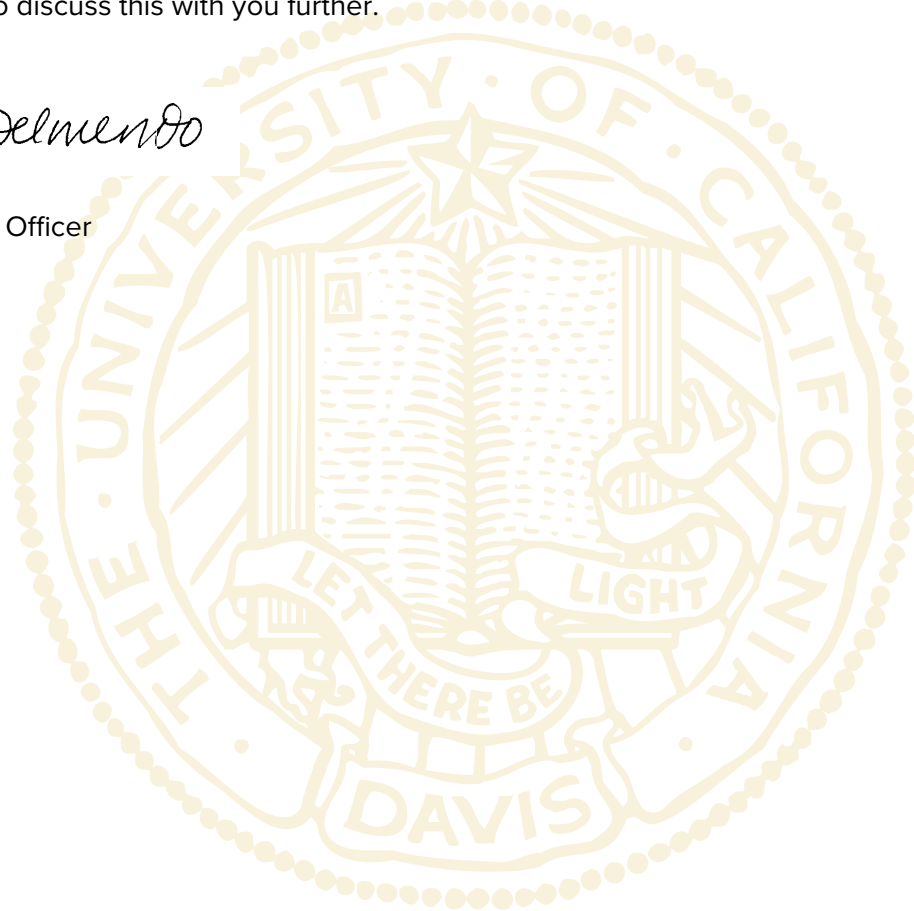 o discuss this with you further.
Delmendo
Officer
THE · UNIVERSITY · OF · CALIFORNIA
A
LET THERE BE LIGHT
DAVIS